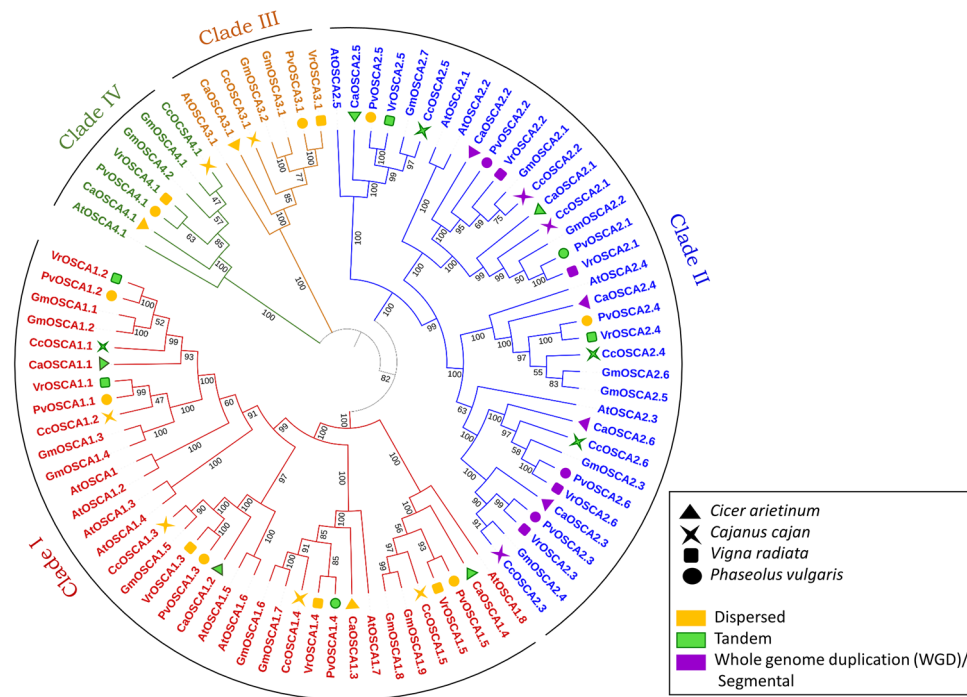 Clade III
Clade IV
Clade II
Clade I
AtOSCA2.5
CaOSCA2.5
PvOSCA2.5
VrOSCA2.5
GmOSCA2.7
CcOSCA2.5
AtOSCA2.1
AtOSCA2.2
CaOSCA2.2
PvOSCA2.2
VrOSCA2.2
GmOSCA2.1
CcOSCA2.2
CaOSCA2.1
CcOSCA2.1
GmOSCA2.2
PvOSCA2.1
VrOSCA2.1
AtOSCA2.4
CaOSCA2.4
PvOSCA2.4
VrOSCA2.4
CcOSCA2.4
GmOSCA2.6
GmOSCA2.5
AtOSCA2.3
CaOSCA2.6
CcOSCA2.6
GmOSCA2.3
PvOSCA2.6
VrOSCA2.6
CaOSCA2.3
PvOSCA2.3
VrOSCA2.3
GmOSCA2.4
CcOSCA2.3
AtOSCA1.8
CaOSCA1.4
PvOSCA1.5
VrOSCA1.5
CcOSCA1.5
GmOSCA1.9
GmOSCA1.8
AtOSCA1.7
CaOSCA1.3
PvOSCA1.4
VrOSCA1.4
CcOSCA1.4
GmOSCA1.7
GmOSCA1.6
AtOSCA1.6
AtOSCA1.5
CaOSCA1.2
PvOSCA1.3
VrOSCA1.3
GmOSCA1.5
CcOSCA1.3
AtOSCA1.4
AtOSCA1.3
AtOSCA1.2
AtOSCA1
GmOSCA1.4
GmOSCA1.3
CcOSCA1.2
PvOSCA1.1
VrOSCA1.1
CaOSCA1.1
CcOSCA1.1
GmOSCA1.2
GmOSCA1.1
PvOSCA1.2
VrOSCA1.2
AtOSCA4.1
CaOSCA4.1
PvOSCA4.1
VrOSCA4.1
GmOSCA4.2
GmOSCA4.1
CcOCSA4.1
AtOSCA3.1
CaOSCA3.1
CcOSCA3.1
GmOSCA3.2
GmOSCA3.1
PvOSCA3.1
VrOSCA3.1
Cicer arietinum
Cajanus cajan
Vigna radiata
Phaseolus vulgaris
Dispersed
Tandem
Whole genome duplication (WGD)/
Segmental